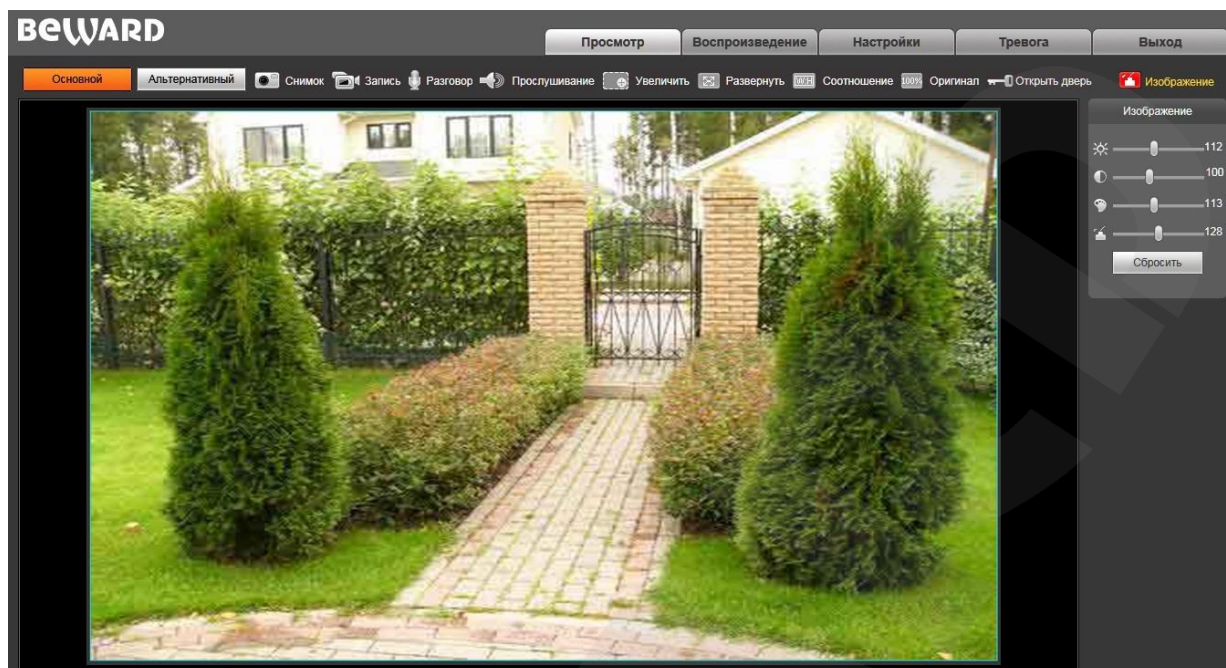 BEWARD
Просмотр Воспроизведение Настройки Тревога Выход
Основной Альтернативный Снимок Запись Разговор Прослушивание Увеличить Развернуть W:H Соотношение 100% Оригинал Открыть дверь Изображение
Изображение
112
100
113
128
Сбросить